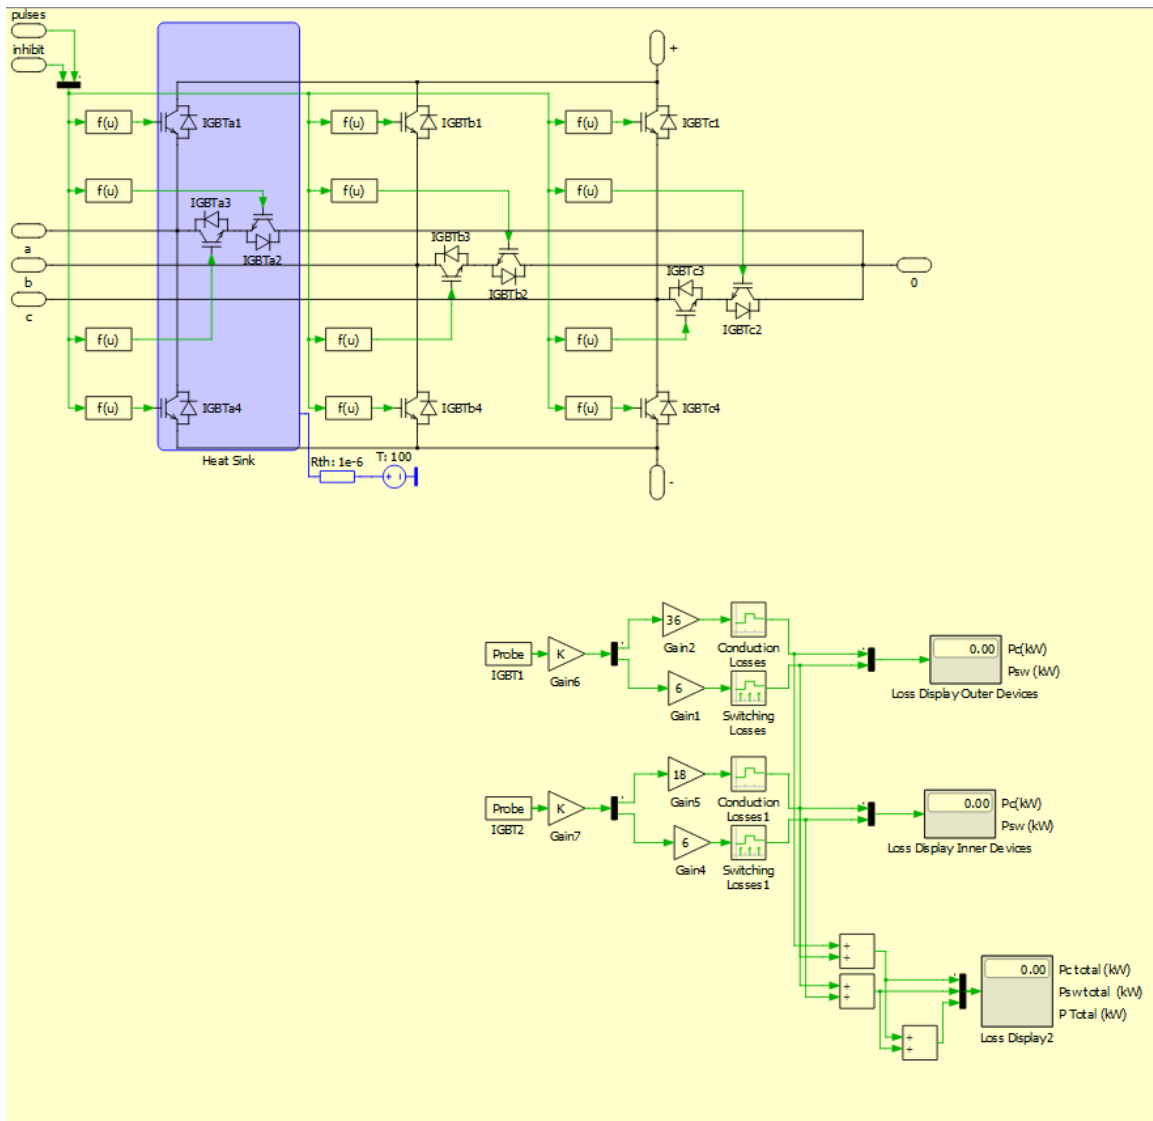 pulses
inhibit
+
f(u)
IGBTa1
f(u)
IGBTb1
f(u)
IGBTc1
f(u)
f(u)
f(u)
IGBTa3
a
IGBTa2
IGBTb3
b
IGBTb2
IGBTc3
0
c
IGBTc2
f(u)
f(u)
f(u)
f(u)
IGBTa4
f(u)
IGBTb4
f(u)
IGBTc4
Heat Sink
Rth: 1e-6
T: 100
-
Probe
IGBT1
K
Gain6
36
Gain2
Conduction
Losses
6
Gain1
Switching
Losses
0.00
Pc(kW)
Psw (kW)
Loss Display Outer Devices
Probe
IGBT2
K
Gain7
18
Gain5
Conduction
Losses1
6
Gain4
Switching
Losses1
0.00
Pc(kW)
Psw (kW)
Loss Display Inner Devices
+
+
+
+
+
+
0.00
Pc total (kW)
Psw total (kW)
P Total (kW)
Loss Display2